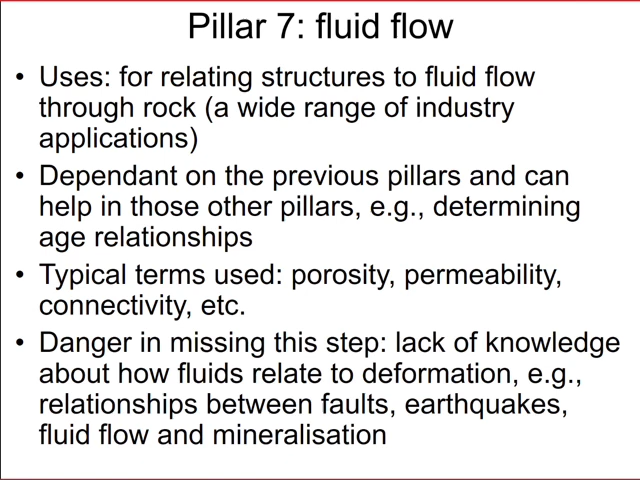 Pillar 7: fluid flow
• Uses: for relating structures to fluid flow
through rock (a wide range of industry
applications)
• Dependant on the previous pillars and can
help in those other pillars, e.g., determining
age relationships
• Typical terms used: porosity, permeability,
connectivity, etc.
• Danger in missing this step: lack of knowledge
about how fluids relate to deformation, e.g.,
relationships between faults, earthquakes,
fluid flow and mineralisation